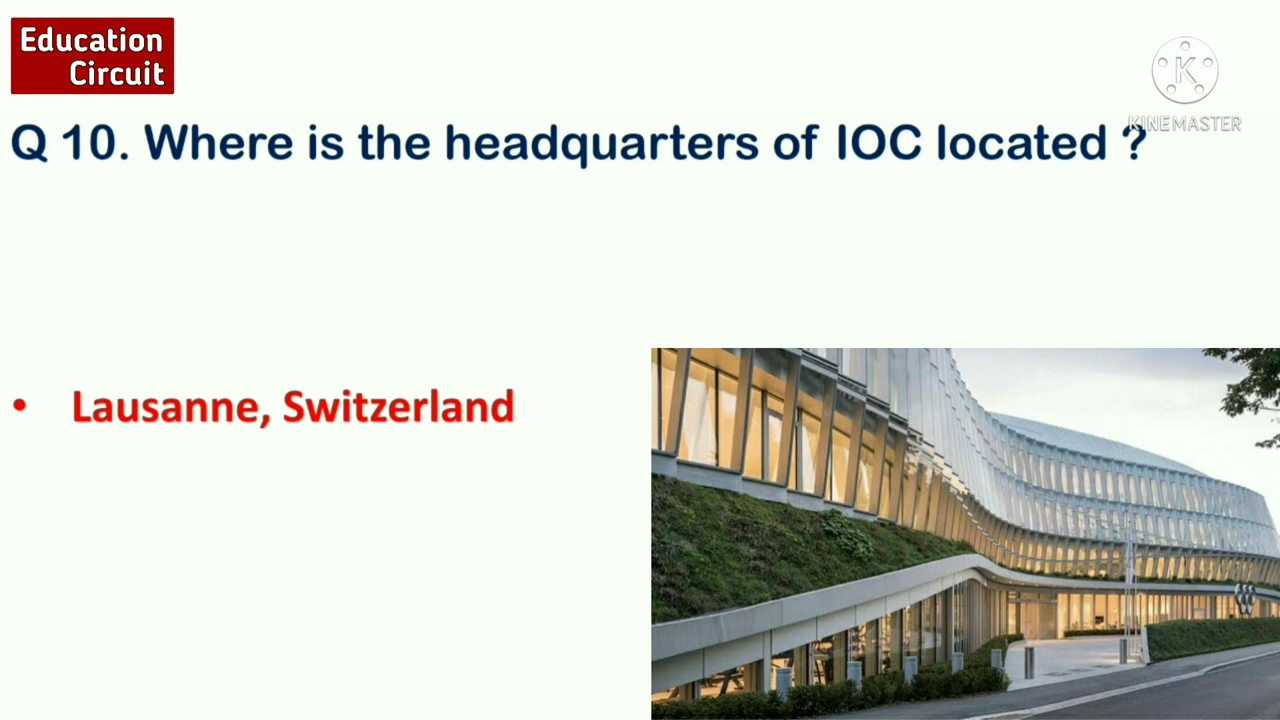 Education
Circuit
KINEMASTER
Q 10. Where is the headquarters of IOC located ?
• Lausanne, Switzerland